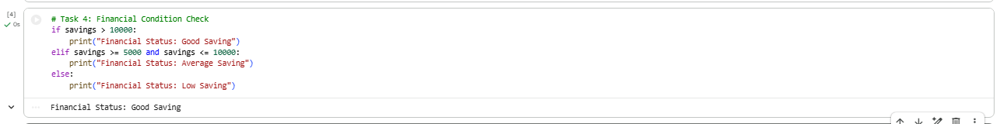 [4]
0s
# Task 4: Financial Condition Check
if savings > 10000:
    print("Financial Status: Good Saving")
elif savings >= 5000 and savings <= 10000:
    print("Financial Status: Average Saving")
else:
    print("Financial Status: Low Saving")
Financial Status: Good Saving